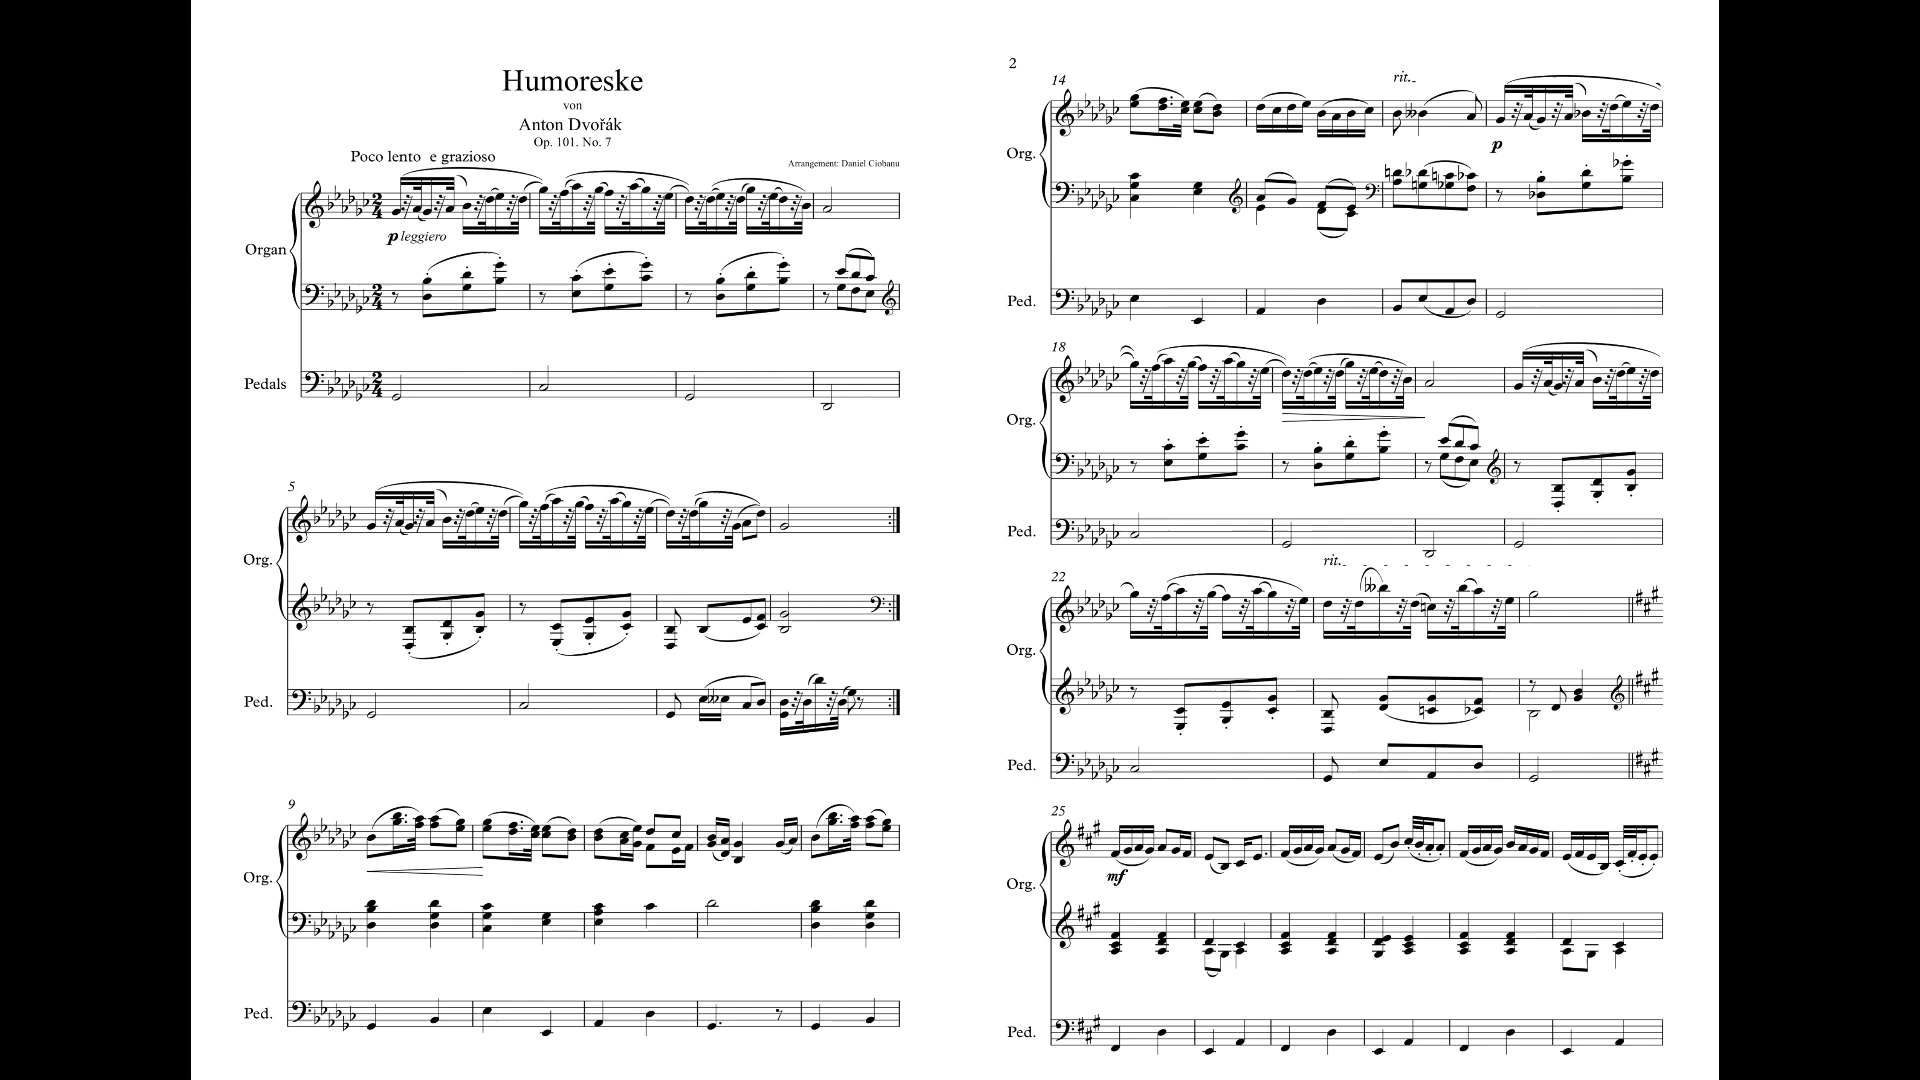 Humoreske
von
Anton Dvořák
Op. 101. No. 7
Poco lento e grazioso
Arrangement: Daniel Ciobanu
p leggiero
Organ
Pedals
5
Org.
Ped.
9
Org.
Ped.
2
14
rit.
p
Org.
Ped.
18
Org.
Ped.
22
rit.
Org.
Ped.
25
mf
Org.
Ped.